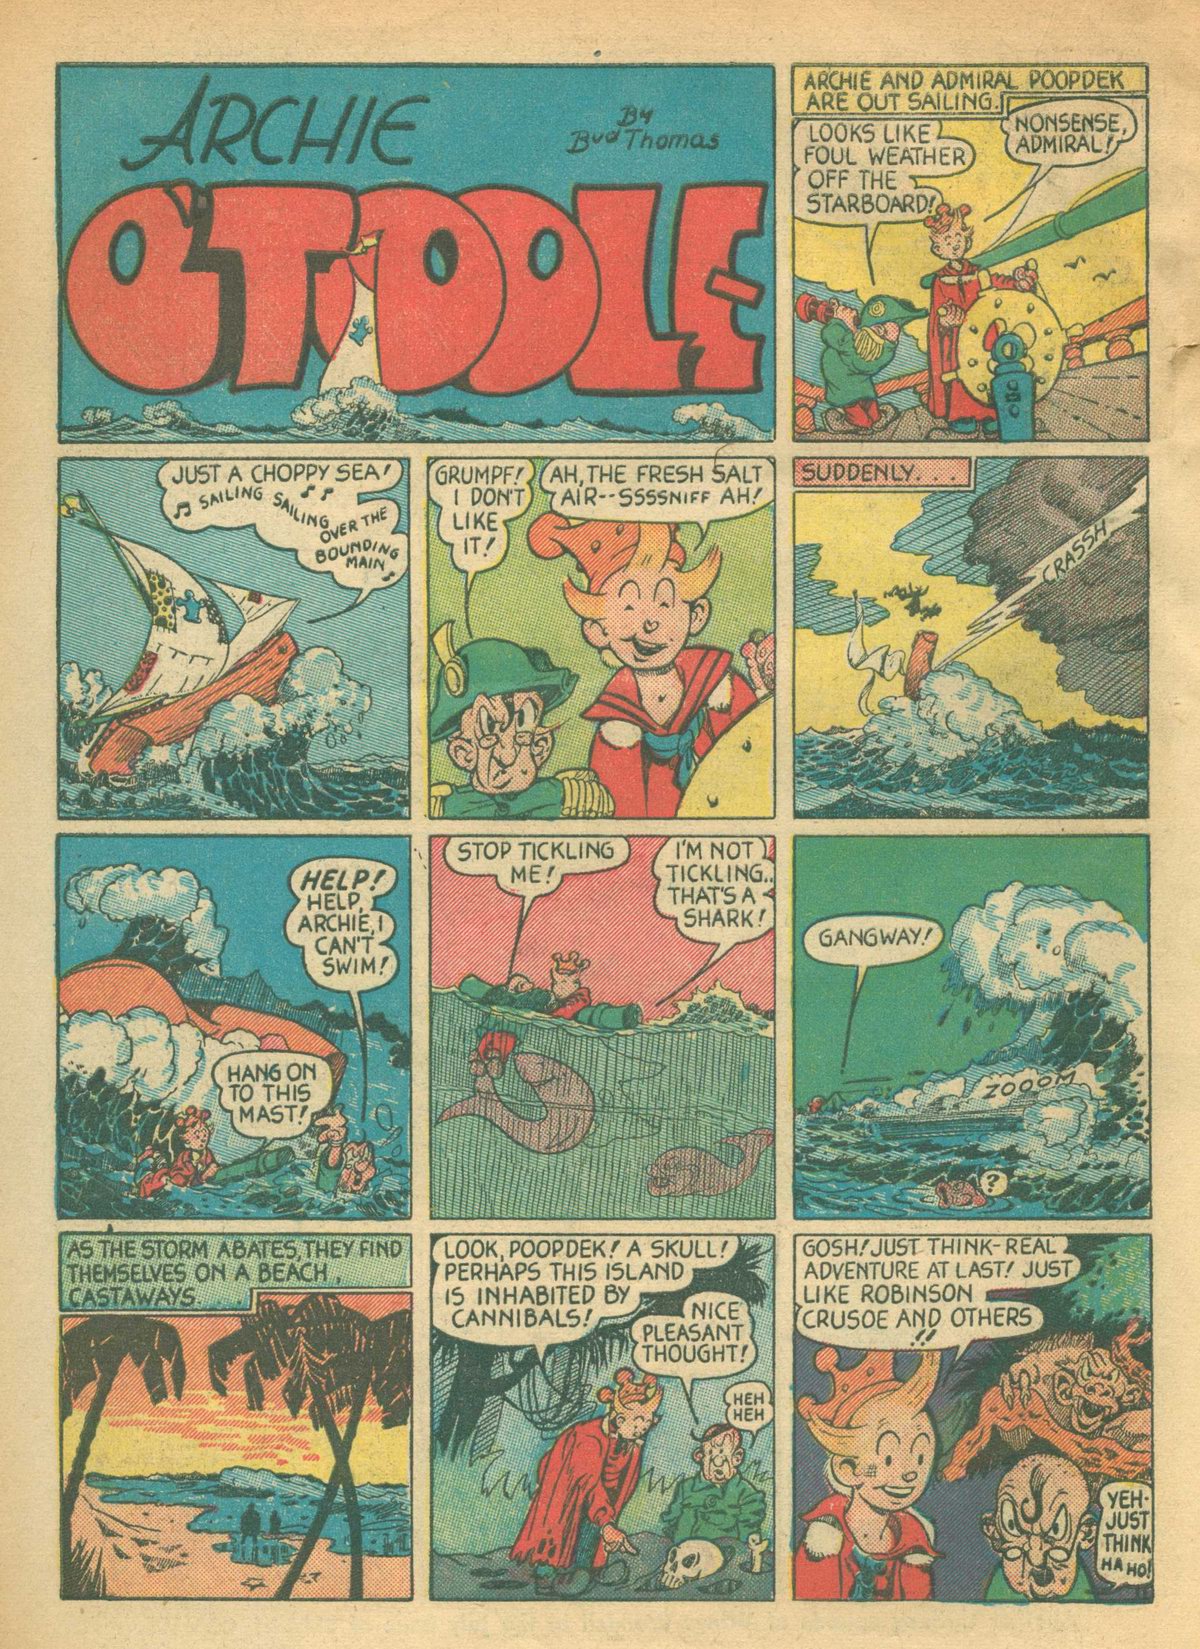 ARCHIE
O'TOOLE
By
Bud Thomas
ARCHIE AND ADMIRAL POOPDEK
ARE OUT SAILING.
LOOKS LIKE
FOUL WEATHER
OFF THE
STARBOARD!
NONSENSE,
ADMIRAL!
JUST A CHOPPY SEA!
SAILING SAILING
OVER THE
BOUNDING
MAIN
GRUMPF!
I DON'T
LIKE
IT!
AH, THE FRESH SALT
AIR--SSSSNIFF AH!
SUDDENLY...
CRASSH
HELP!
HELP,
ARCHIE, I
CAN'T
SWIM!
HANG ON
TO THIS
MAST!
STOP TICKLING
ME!
I'M NOT
TICKLING..
THAT'S A
SHARK!
GANGWAY!
ZOOOM
?
AS THE STORM ABATES, THEY FIND
THEMSELVES ON A BEACH,
CASTAWAYS.
LOOK, POOPDEK! A SKULL!
PERHAPS THIS ISLAND
IS INHABITED BY
CANNIBALS!
NICE
PLEASANT
THOUGHT!
HEH
HEH
GOSH! JUST THINK-REAL
ADVENTURE AT LAST! JUST
LIKE ROBINSON
CRUSOE AND OTHERS
!!
YEH-
JUST
THINK
HA HO!